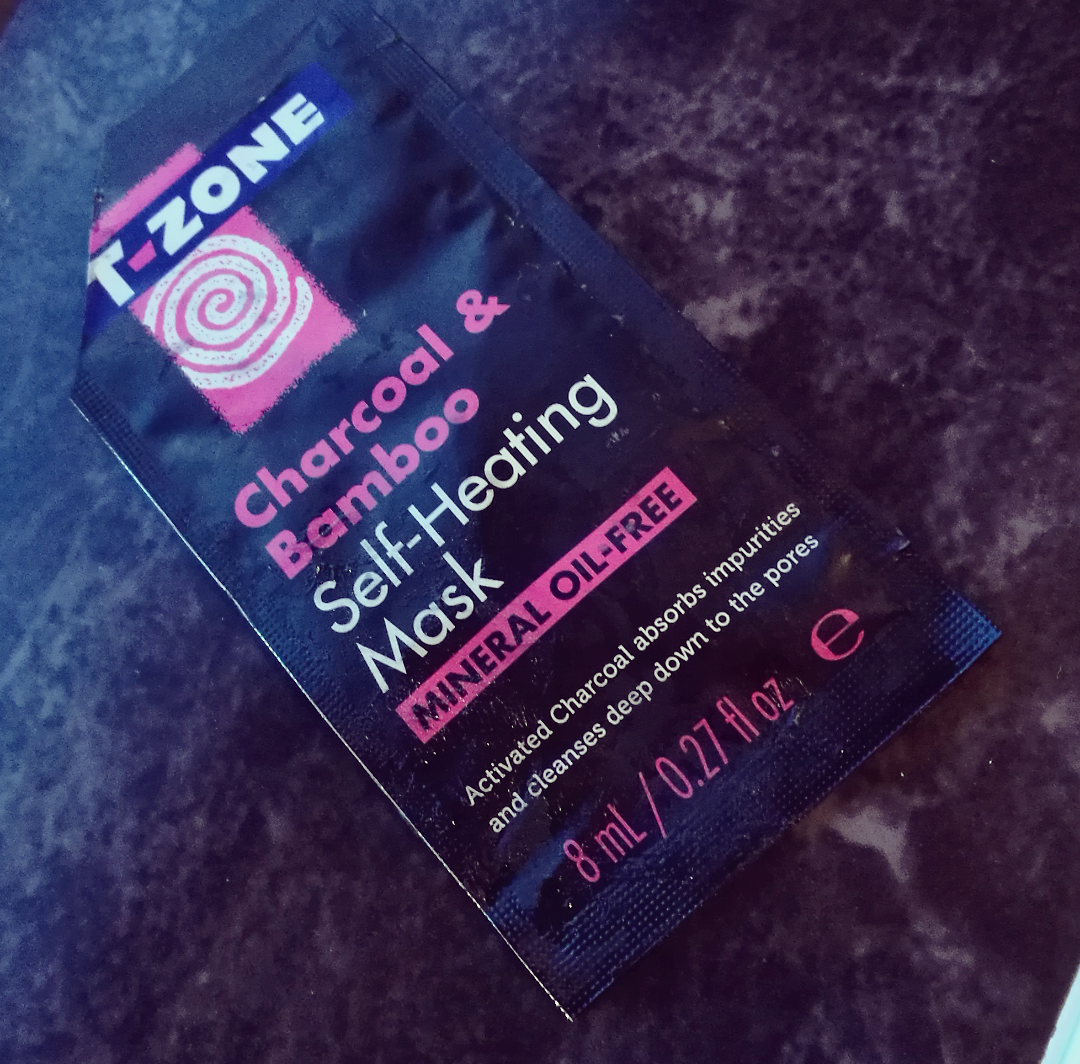 T-ZONE
Charcoal &
Bamboo
Self-Heating
Mask
MINERAL OIL-FREE
Activated Charcoal absorbs impurities
and cleanses deep down to the pores
8 mL / 0.27 fl oz ℮